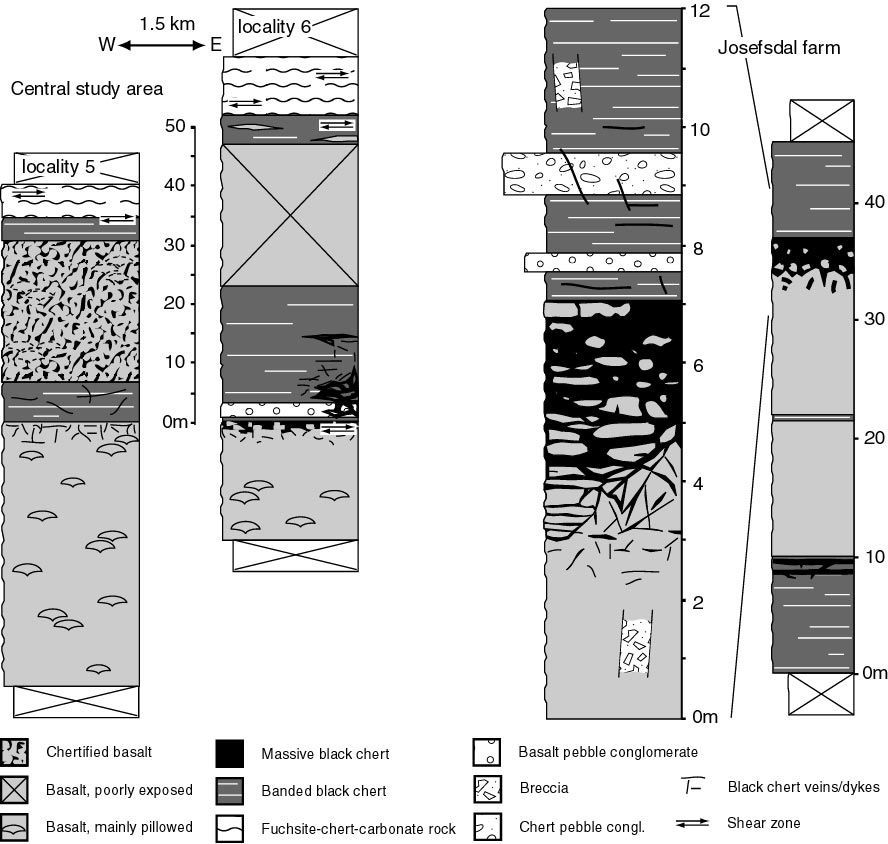 1.5 km
W E
Central study area
locality 5
locality 6
50
40
30
20
10
0m
12
10
8
6
4
2
0m
Josefsdal farm
40
30
20
10
0m
Chertified basalt
Basalt, poorly exposed
Basalt, mainly pillowed
Massive black chert
Banded black chert
Fuchsite-chert-carbonate rock
Basalt pebble conglomerate
Breccia
Chert pebble congl.
Black chert veins/dykes
Shear zone